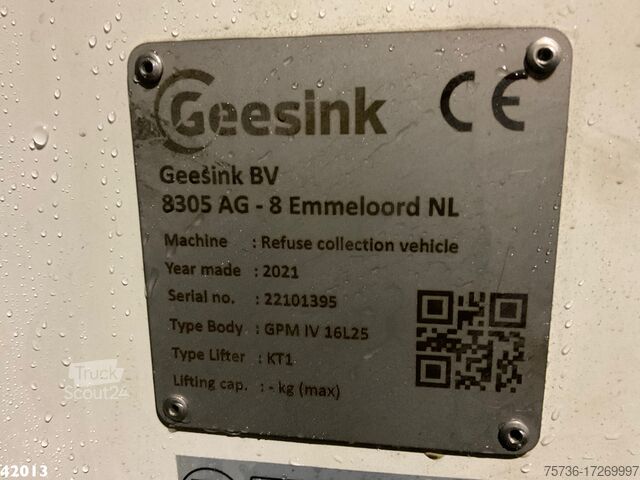 Geesink CE
Geesink BV
8305 AG - 8 Emmeloord NL
Machine : Refuse collection vehicle
Year made : 2021
Serial no. : 22101395
Type Body : GPM IV 16L25
Type Lifter : KT1
Lifting cap. : - kg (max)
Truck
Scout24
42013
75736-17269997